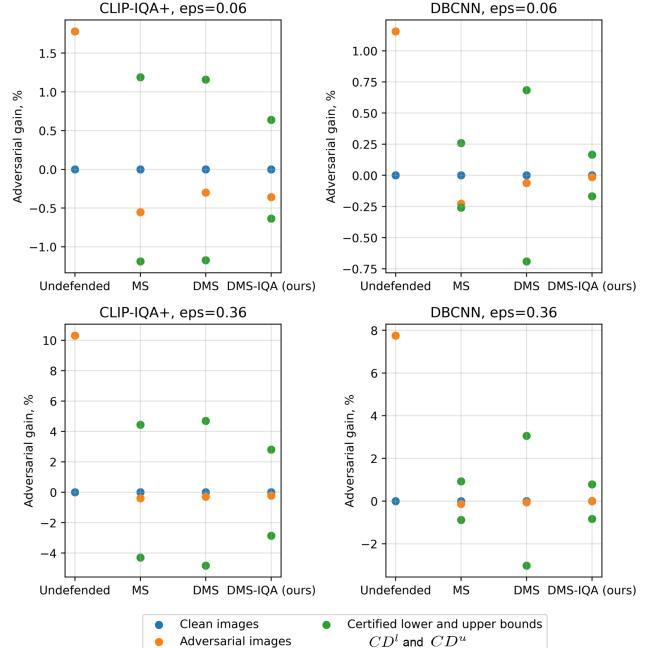 CLIP-IQA+, eps=0.06
Adversarial gain, %
1.5
1.0
0.5
0.0
−0.5
−1.0
Undefended MS DMS DMS-IQA (ours)
DBCNN, eps=0.06
Adversarial gain, %
1.00
0.75
0.50
0.25
0.00
−0.25
−0.50
−0.75
Undefended MS DMS DMS-IQA (ours)
CLIP-IQA+, eps=0.36
Adversarial gain, %
10
8
6
4
2
0
−2
−4
Undefended MS DMS DMS-IQA (ours)
DBCNN, eps=0.36
Adversarial gain, %
8
6
4
2
0
−2
Undefended MS DMS DMS-IQA (ours)
Clean images
Adversarial images
Certified lower and upper bounds
CD^l and CD^u